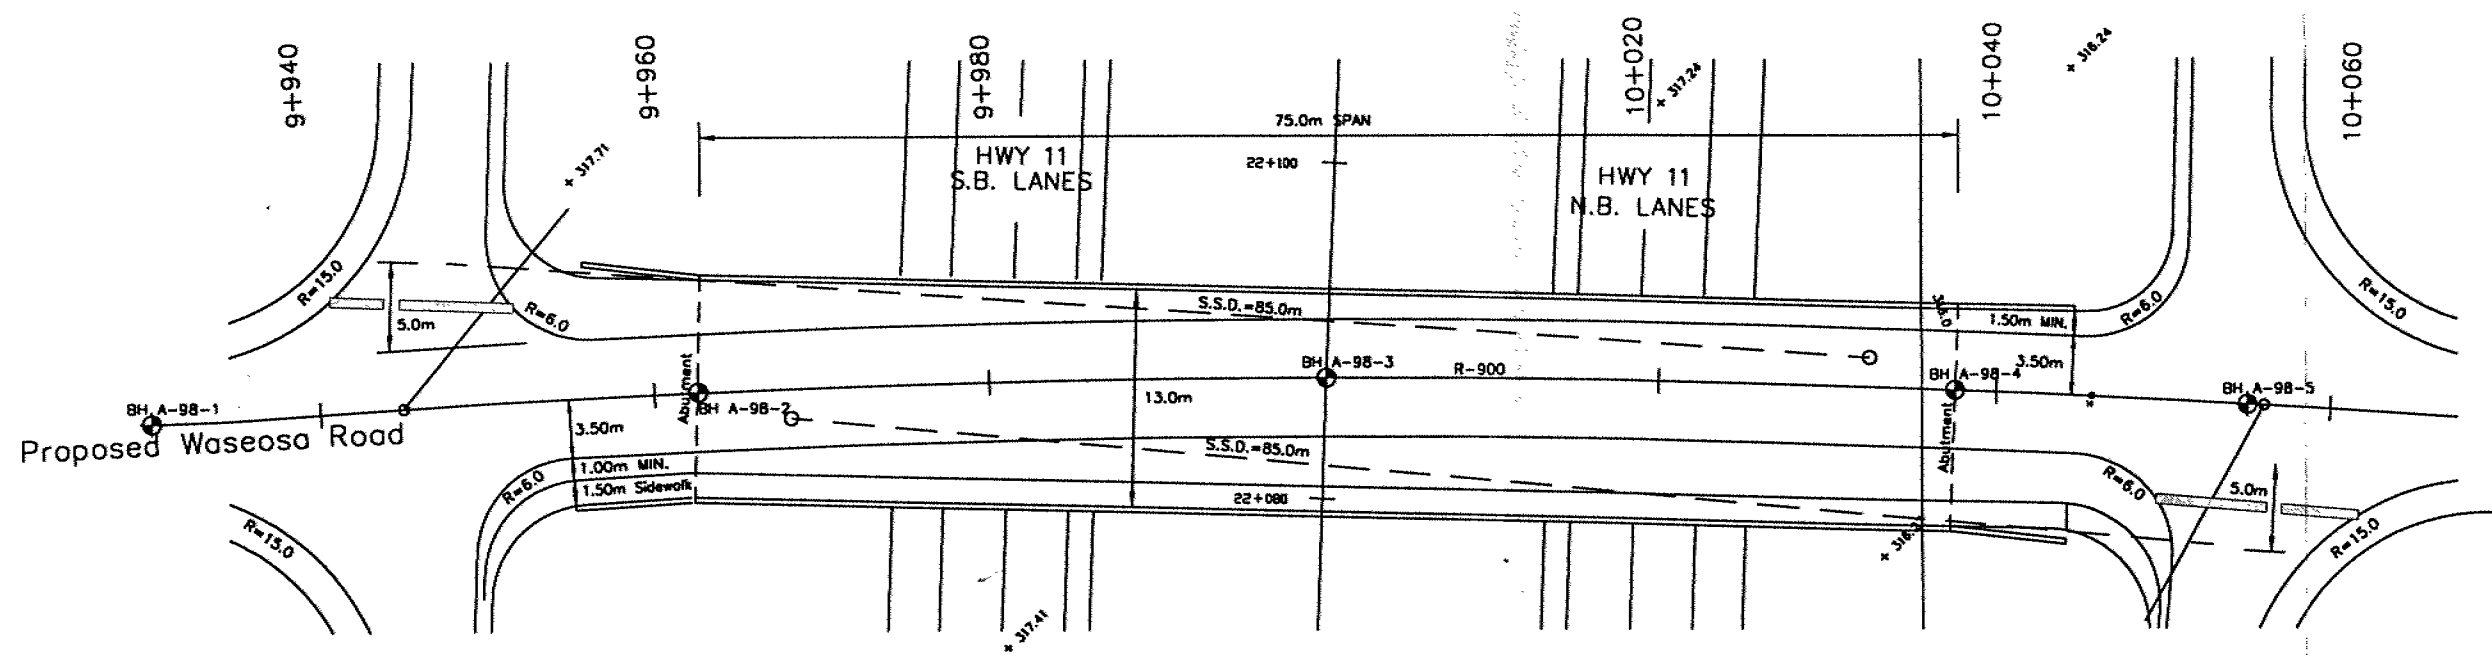 9+940
9+960
9+980
10+020
10+040
10+060
317.24
318.24
75.0m SPAN
22+100
HWY 11
S.B. LANES
HWY 11
N.B. LANES
317.71
R=15.0
5.0m
R=6.0
S.S.D.=85.0m
1.50m MIN.
3.50m
R=6.0
R=15.0
BH A-98-1
Proposed Waseosa Road
Abutment
BH A-98-2
BH A-98-3
R-900
BH A-98-4
BH A-98-5
13.0m
3.50m
1.00m MIN.
1.50m Sidewalk
R=6.0
R=15.0
S.S.D.=85.0m
22+080
Abutment
R=6.0
5.0m
R=15.0
317.41